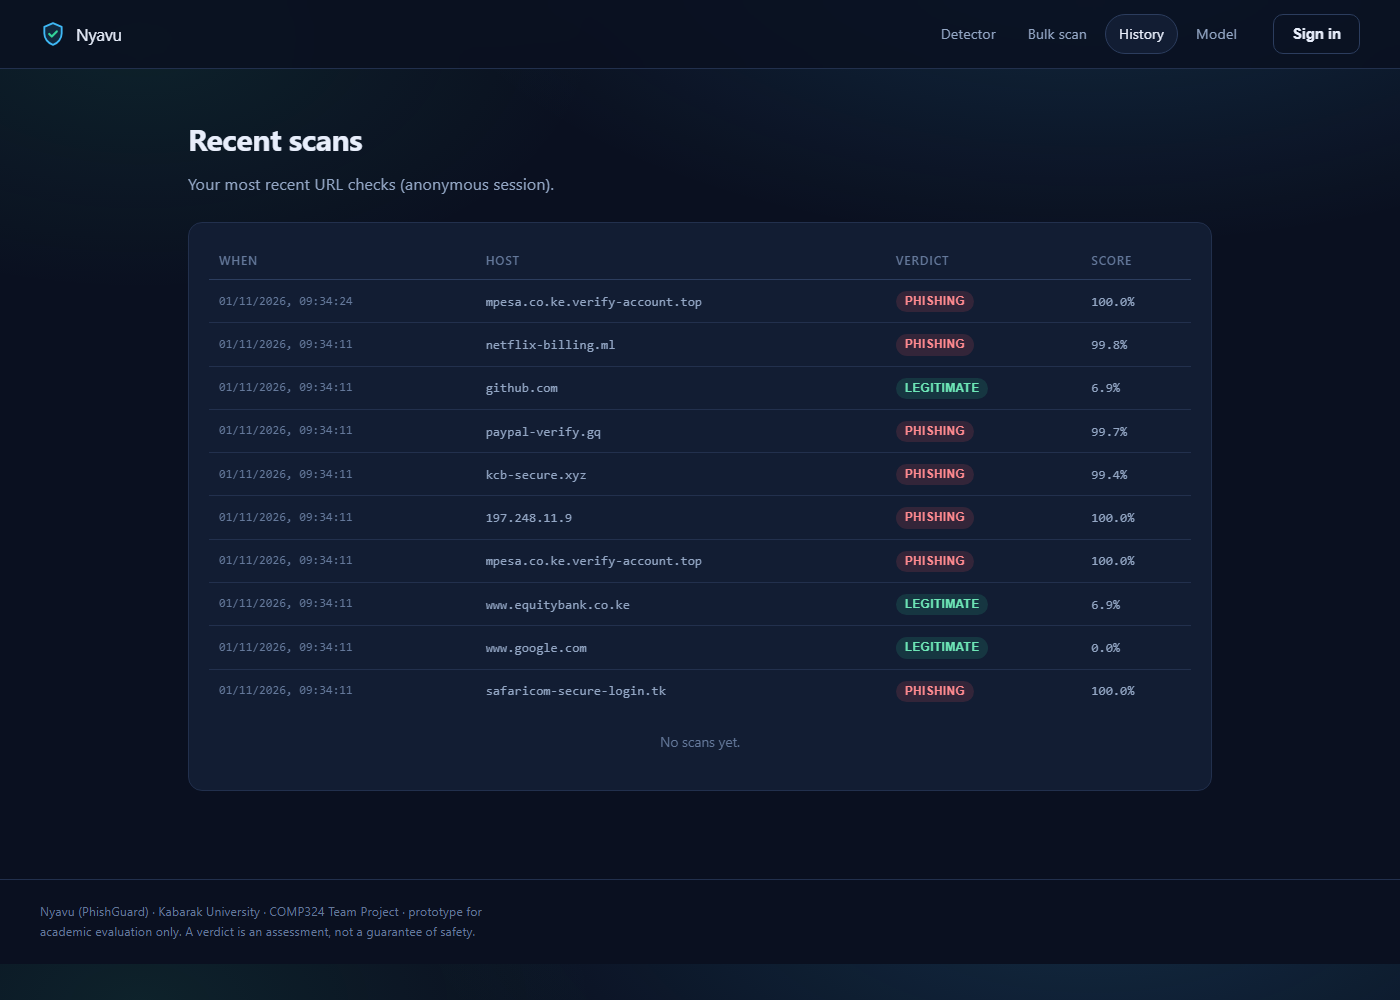 Nyavu
Detector
Bulk scan
History
Model
Sign in
Recent scans
Your most recent URL checks (anonymous session).
WHEN HOST VERDICT SCORE
01/11/2026, 09:34:24 mpesa.co.ke.verify-account.top PHISHING 100.0%
01/11/2026, 09:34:11 netflix-billing.ml PHISHING 99.8%
01/11/2026, 09:34:11 github.com LEGITIMATE 6.9%
01/11/2026, 09:34:11 paypal-verify.gq PHISHING 99.7%
01/11/2026, 09:34:11 kcb-secure.xyz PHISHING 99.4%
01/11/2026, 09:34:11 197.248.11.9 PHISHING 100.0%
01/11/2026, 09:34:11 mpesa.co.ke.verify-account.top PHISHING 100.0%
01/11/2026, 09:34:11 www.equitybank.co.ke LEGITIMATE 6.9%
01/11/2026, 09:34:11 www.google.com LEGITIMATE 0.0%
01/11/2026, 09:34:11 safaricom-secure-login.tk PHISHING 100.0%
No scans yet.
Nyavu (PhishGuard) · Kabarak University · COMP324 Team Project · prototype for
academic evaluation only. A verdict is an assessment, not a guarantee of safety.